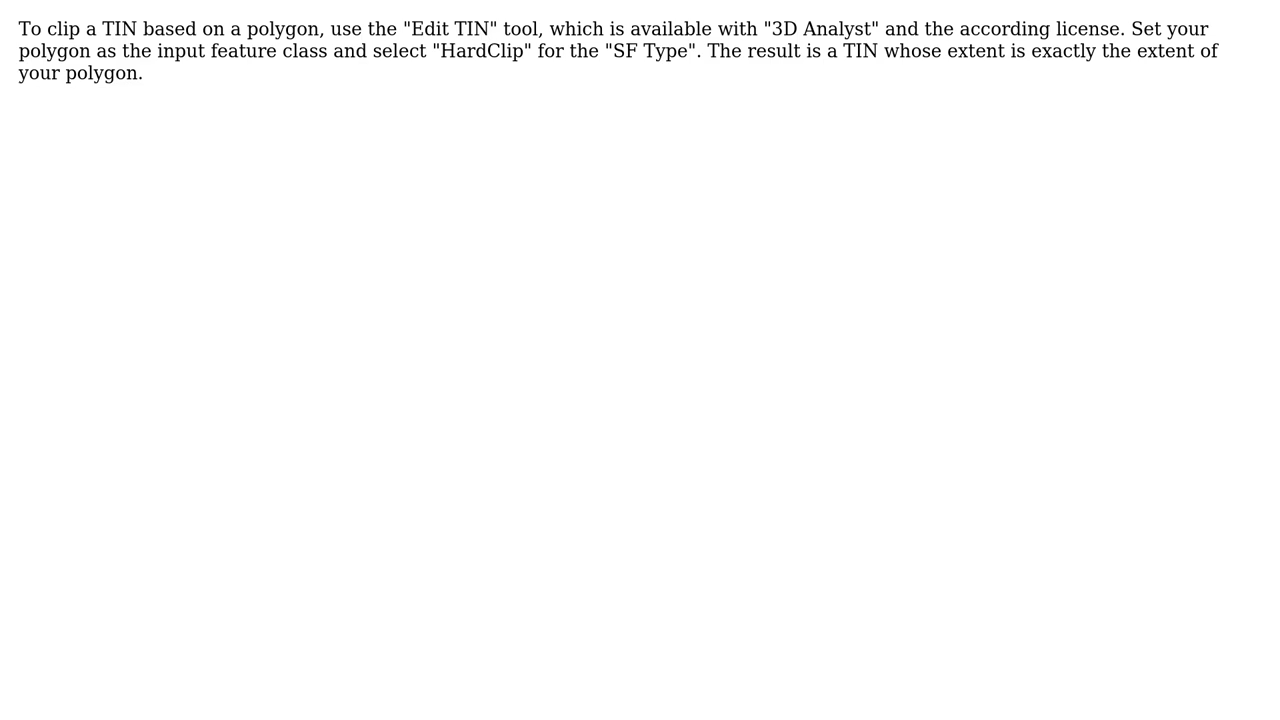 To clip a TIN based on a polygon, use the "Edit TIN" tool, which is available with "3D Analyst" and the according license. Set your
polygon as the input feature class and select "HardClip" for the "SF Type". The result is a TIN whose extent is exactly the extent of
your polygon.